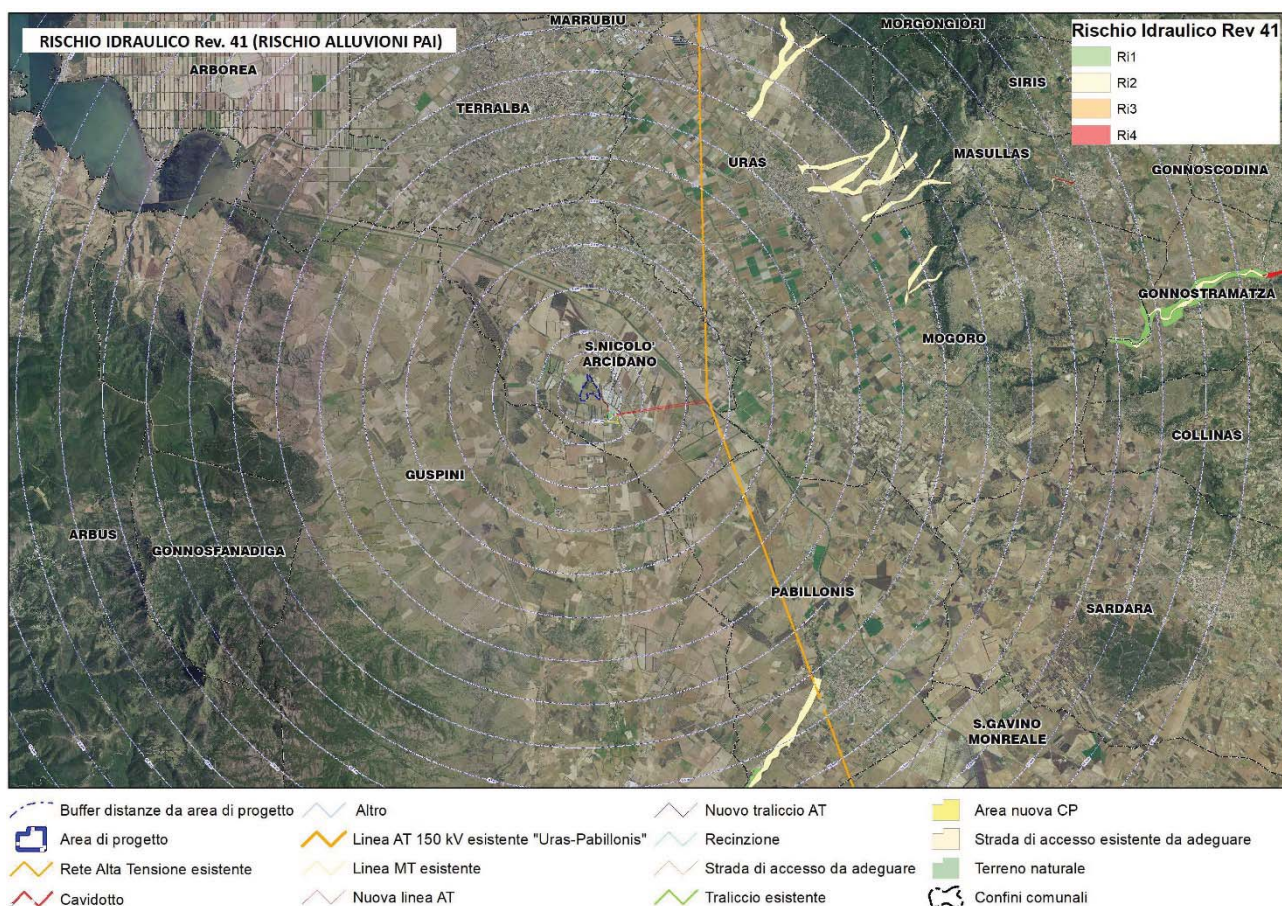 RISCHIO IDRAULICO Rev. 41 (RISCHIO ALLUVIONI PAI)
Rischio Idraulico Rev 41
Ri1
Ri2
Ri3
Ri4
MARRUBIU
MORGONGIORI
ARBOREA
SIRIS
TERRALBA
URAS
MASULLAS
GONNOSCODINA
GONNOSTRAMATZA
S.NICOLO'
ARCIDANO
MOGORO
COLLINAS
GUSPINI
ARBUS
GONNOSFANADIGA
PABILLONIS
SARDARA
S.GAVINO
MONREALE
Buffer distanze da area di progetto
Area di progetto
Rete Alta Tensione esistente
Cavidotto
Altro
Linea AT 150 kV esistente "Uras-Pabillonis"
Linea MT esistente
Nuova linea AT
Nuovo traliccio AT
Recinzione
Strada di accesso da adeguare
Traliccio esistente
Area nuova CP
Strada di accesso esistente da adeguare
Terreno naturale
Confini comunali